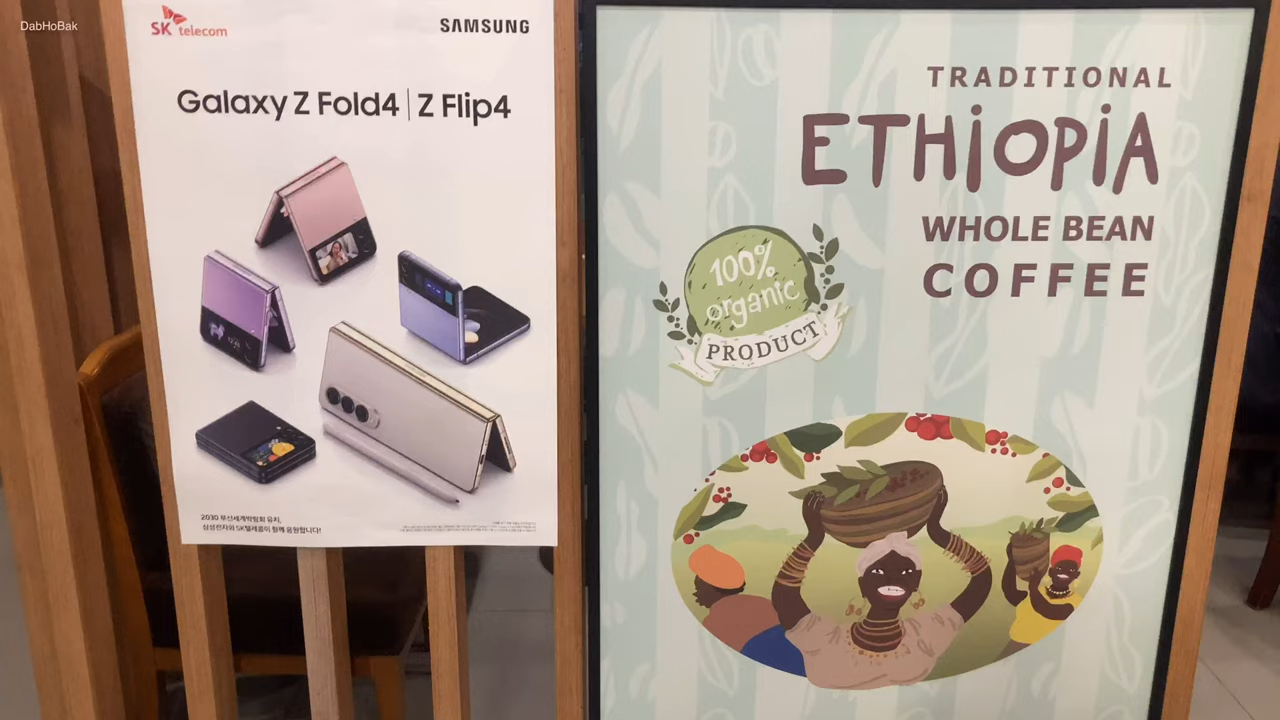 DabHoBak
SK telecom
SAMSUNG
Galaxy Z Fold4 | Z Flip4
2030 부산세계박람회 유치,
삼성전자와 SK텔레콤이 함께 응원합니다!
TRADITIONAL
ETHIOPIA
WHOLE BEAN
COFFEE
100%
organic
PRODUCT